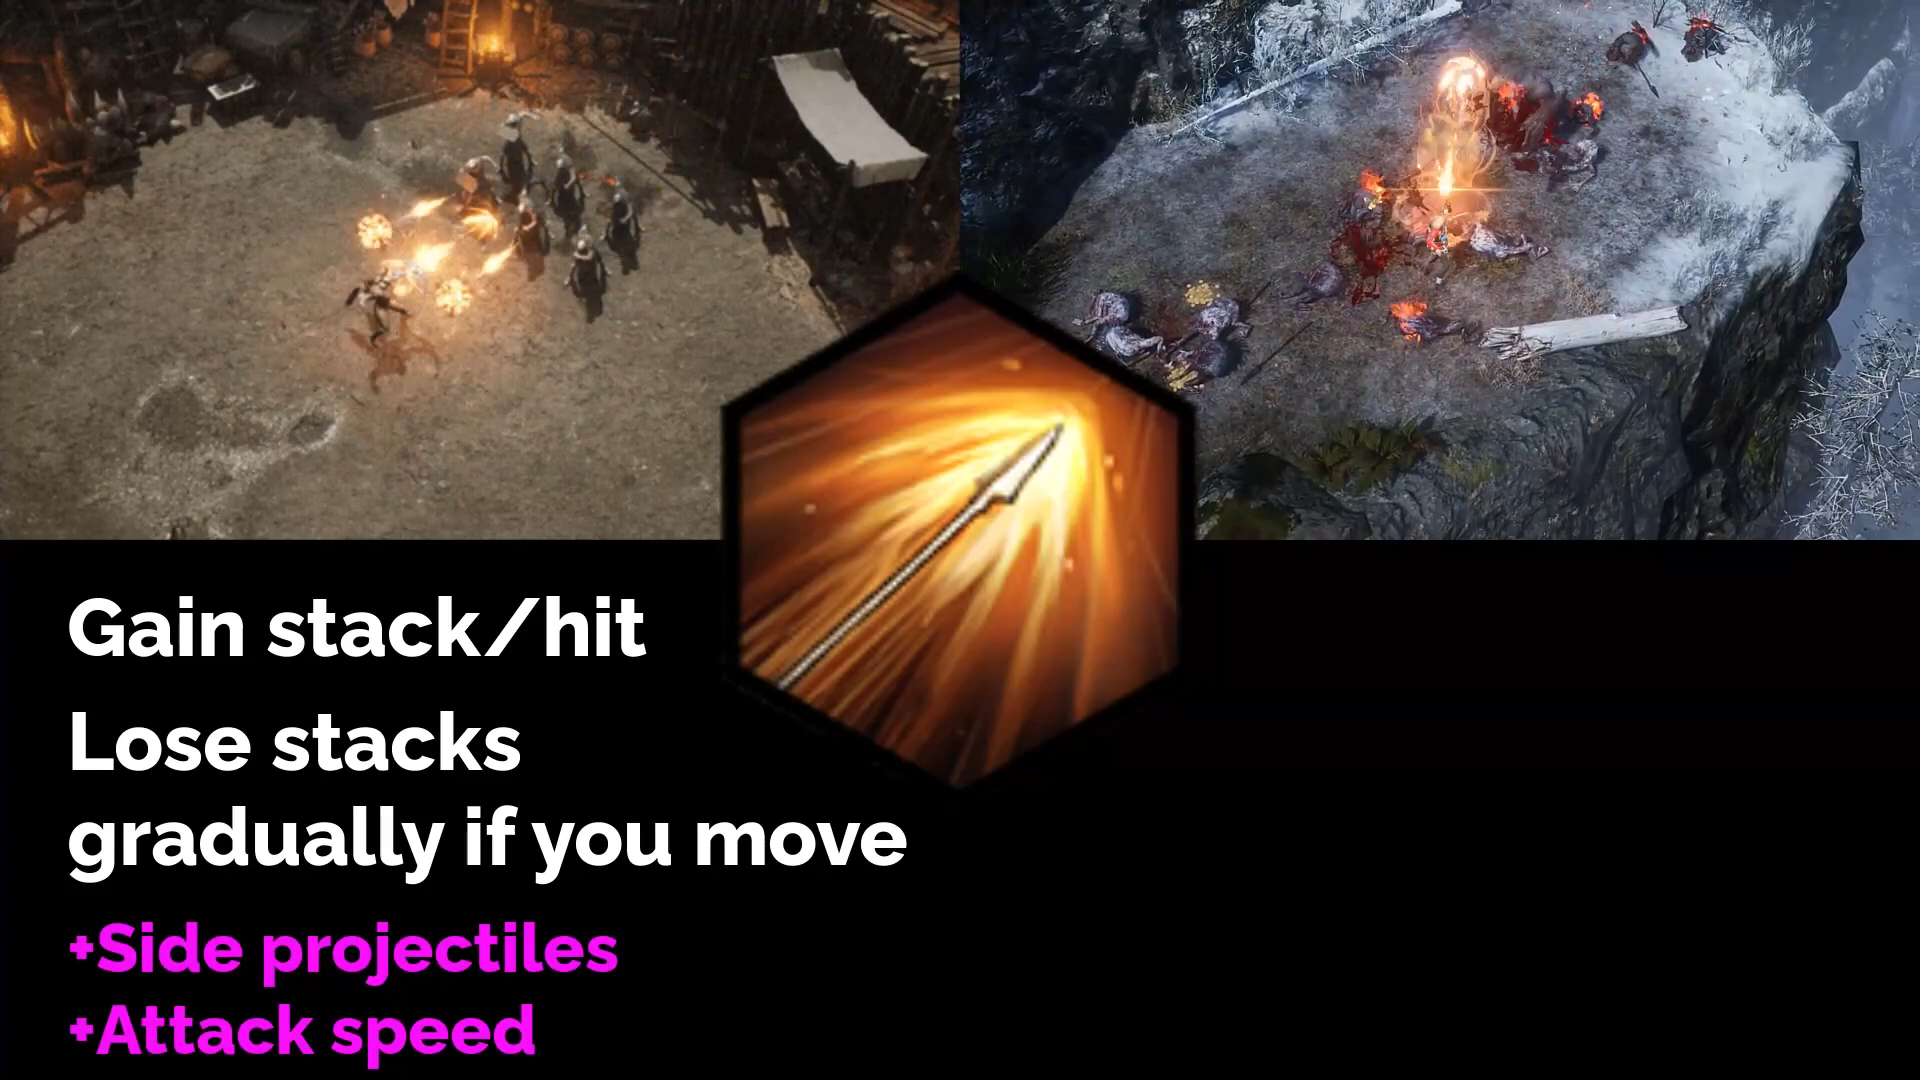 Gain stack/hit
Lose stacks
gradually if you move
+Side projectiles
+Attack speed